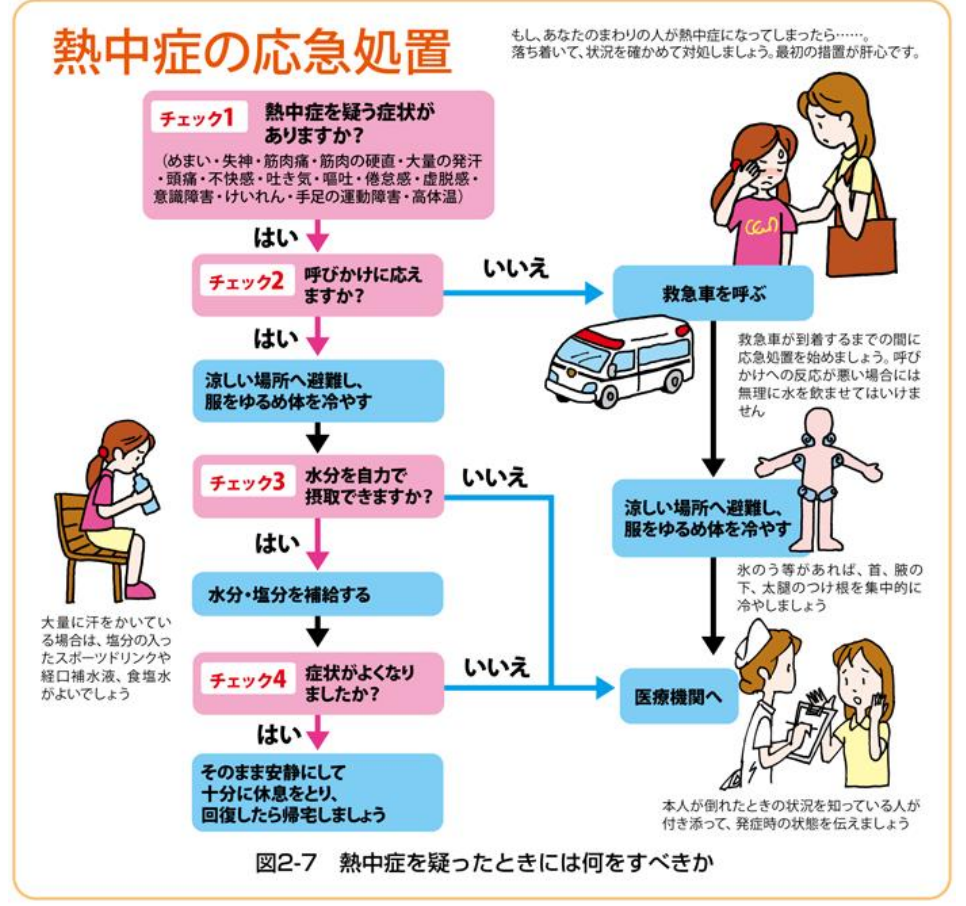 熱中症の応急処置
もし、あなたのまわりの人が熱中症になってしまったら……。
落ち着いて、状況を確かめて対処しましょう。最初の措置が肝心です。
チェック1
熱中症を疑う症状が
ありますか?
(めまい・失神・筋肉痛・筋肉の硬直・大量の発汗
・頭痛・不快感・吐き気・嘔吐・倦怠感・虚脱感・
意識障害・けいれん・手足の運動障害・高体温)
はい
チェック2
呼びかけに応え
ますか?
いいえ
救急車を呼ぶ
救急車が到着するまでの間に
応急処置を始めましょう。呼び
かけへの反応が悪い場合には
無理に水を飲ませてはいけま
せん
はい
涼しい場所へ避難し、
服をゆるめ体を冷やす
チェック3
水分を自力で
摂取できますか?
いいえ
涼しい場所へ避難し、
服をゆるめ体を冷やす
氷のう等があれば、首、腋の
下、太腿のつけ根を集中的に
冷やしましょう
はい
水分・塩分を補給する
大量に汗をかいてい
る場合は、塩分の入っ
たスポーツドリンクや
経口補水液、食塩水
がよいでしょう
チェック4
症状がよくなり
ましたか?
いいえ
医療機関へ
本人が倒れたときの状況を知っている人が
付き添って、発症時の状態を伝えましょう
はい
そのまま安静にして
十分に休息をとり、
回復したら帰宅しましょう
図2-7 熱中症を疑ったときには何をすべきか